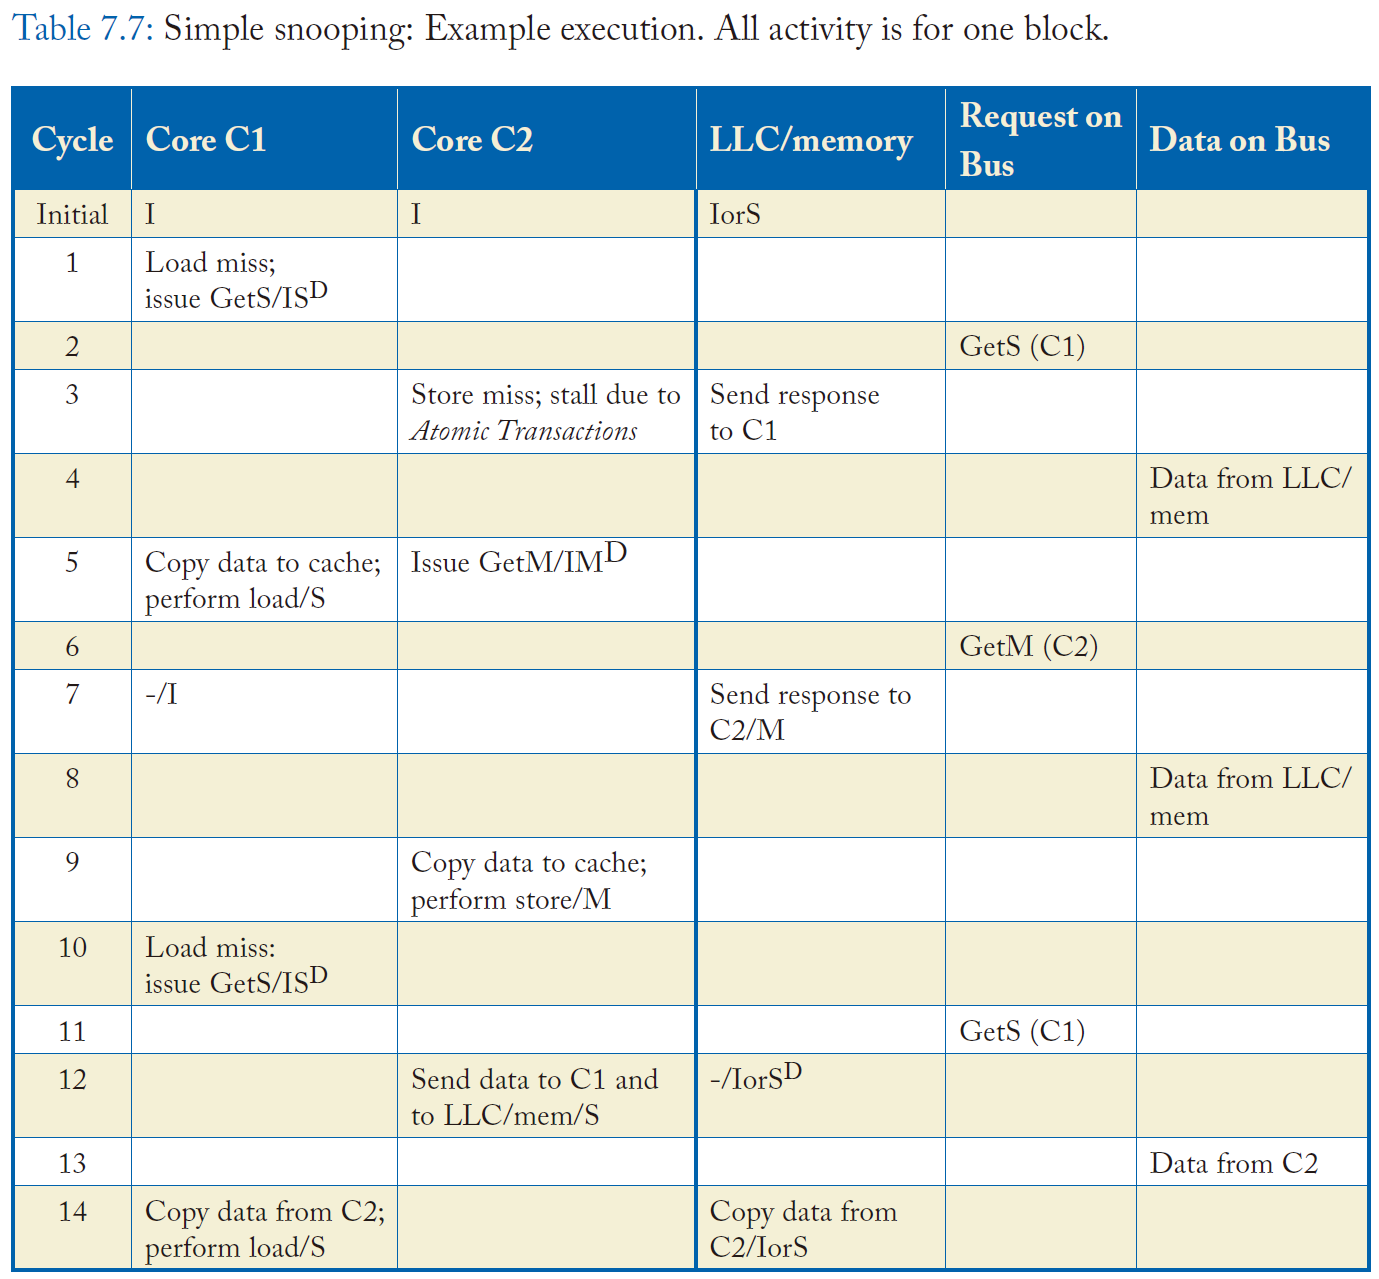 Table 7.7: Simple snooping: Example execution. All activity is for one block.
Cycle Core C1 Core C2 LLC/memory Request on Bus Data on Bus
Initial I I IorS
1 Load miss;
issue GetS/ISD
2 GetS (C1)
3 Store miss; stall due to Send response
Atomic Transactions to C1
4 Data from LLC/
mem
5 Copy data to cache; Issue GetM/IMD
perform load/S
6 GetM (C2)
7 -/I Send response to
C2/M
8 Data from LLC/
mem
9 Copy data to cache;
perform store/M
10 Load miss:
issue GetS/ISD
11 GetS (C1)
12 Send data to C1 and -/IorSD
to LLC/mem/S
13 Data from C2
14 Copy data from C2; Copy data from
perform load/S C2/IorS